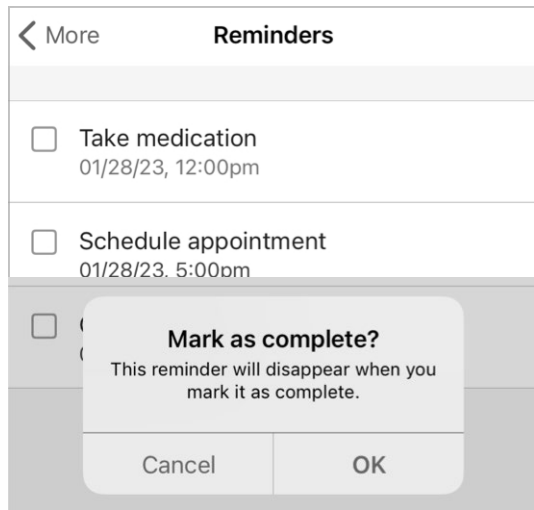 More
Reminders
Take medication
01/28/23, 12:00pm
Schedule appointment
01/28/23, 5:00pm
Mark as complete?
This reminder will disappear when you
mark it as complete.
Cancel
OK